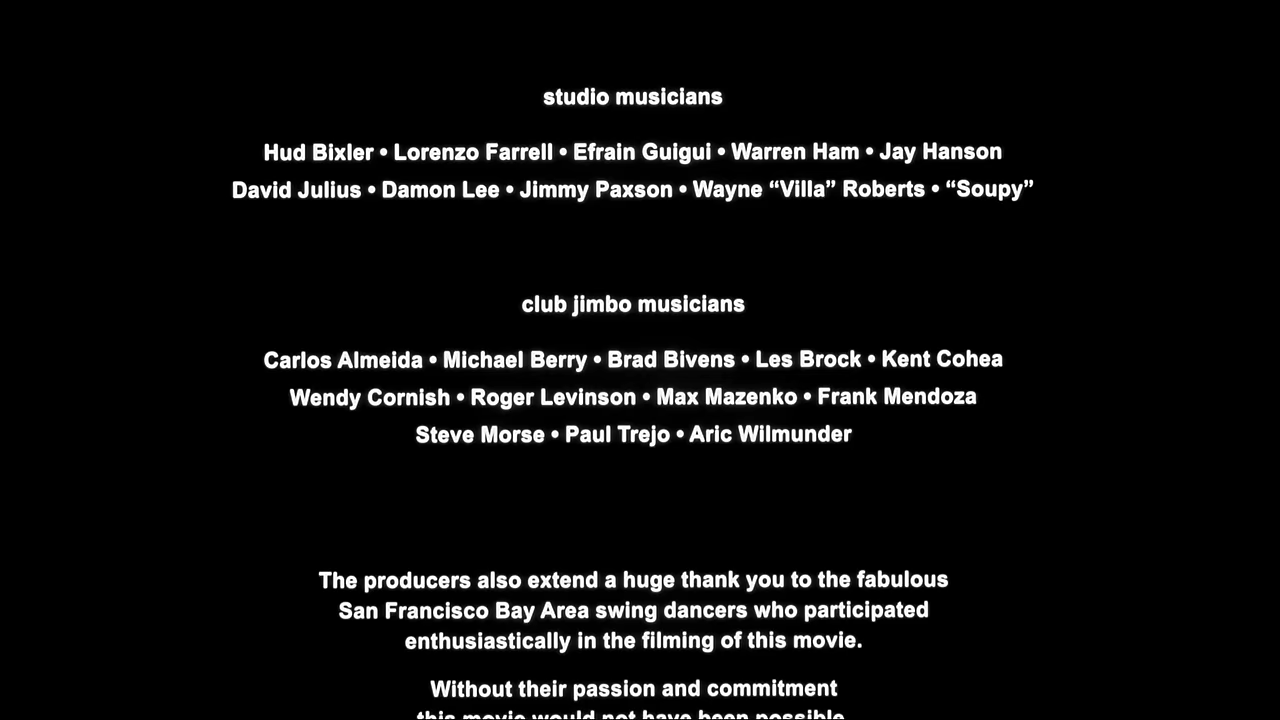 studio musicians
Hud Bixler • Lorenzo Farrell • Efrain Guigui • Warren Ham • Jay Hanson
David Julius • Damon Lee • Jimmy Paxson • Wayne “Villa” Roberts • “Soupy”
club jimbo musicians
Carlos Almeida • Michael Berry • Brad Bivens • Les Brock • Kent Cohea
Wendy Cornish • Roger Levinson • Max Mazenko • Frank Mendoza
Steve Morse • Paul Trejo • Aric Wilmunder
The producers also extend a huge thank you to the fabulous
San Francisco Bay Area swing dancers who participated
enthusiastically in the filming of this movie.
Without their passion and commitment
this movie would not have been possible